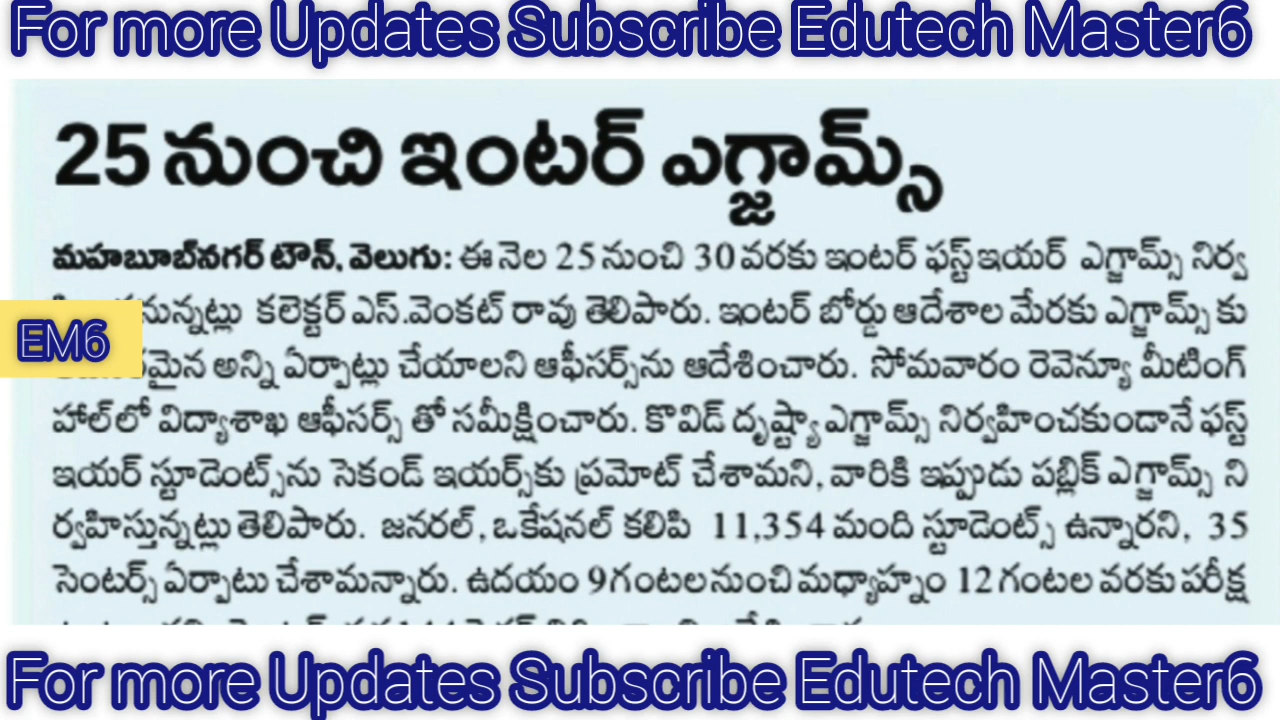 For more Updates Subscribe Edutech Master6
25 నుంచి ఇంటర్ ఎగ్జామ్స్
మహబూబ్‌నగర్ టౌన్, వెలుగు: ఈ నెల 25 నుంచి 30 వరకు ఇంటర్ ఫస్ట్ ఇయర్ ఎగ్జామ్స్ నిర్వ
కలెక్టర్ ఎస్.వెంకట్ రావు తెలిపారు. ఇంటర్ బోర్డు ఆదేశాల మేరకు ఎగ్జామ్స్ కు
EM6
అన్ని ఏర్పాట్లు చేయాలని ఆఫీసర్స్‌ను ఆదేశించారు. సోమవారం రెవెన్యూ మీటింగ్
హాల్‌లో విద్యాశాఖ ఆఫీసర్స్ తో సమీక్షించారు. కొవిడ్ దృష్ట్యా ఎగ్జామ్స్ నిర్వహించకుండానే ఫస్ట్
ఇయర్ స్టూడెంట్స్‌ను సెకండ్ ఇయర్స్‌కు ప్రమోట్ చేశామని, వారికి ఇప్పుడు పబ్లిక్ ఎగ్జామ్స్ ని
ర్వహిస్తున్నట్లు తెలిపారు. జనరల్, ఒకేషనల్ కలిపి 11,354 మంది స్టూడెంట్స్ ఉన్నారని, 35
సెంటర్స్ ఏర్పాటు చేశామన్నారు. ఉదయం 9గంటల నుంచి మధ్యాహ్నం 12 గంటల వరకు పరీక్ష
For more Updates Subscribe Edutech Master6